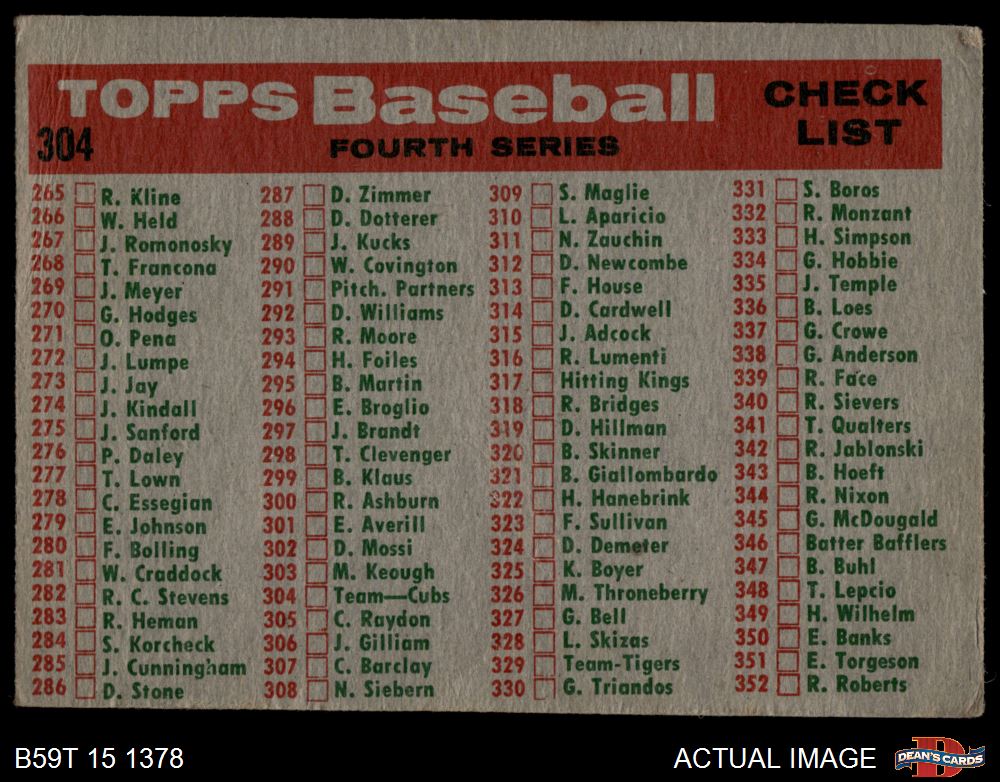 TOPPS Baseball CHECK LIST
304 FOURTH SERIES
265 R. Kline
266 W. Held
267 J. Romonosky
268 T. Francona
269 J. Meyer
270 G. Hodges
271 O. Pena
272 J. Lumpe
273 J. Jay
274 J. Kindall
275 J. Sanford
276 P. Daley
277 T. Lown
278 C. Essegian
279 E. Johnson
280 F. Bolling
281 W. Craddock
282 R. C. Stevens
283 R. Heman
284 S. Korcheck
285 J. Cunningham
286 D. Stone
287 D. Zimmer
288 D. Dotterer
289 J. Kucks
290 W. Covington
291 Pitch. Partners
292 D. Williams
293 R. Moore
294 H. Foiles
295 B. Martin
296 E. Broglio
297 J. Brandt
298 T. Clevenger
299 B. Klaus
300 R. Ashburn
301 E. Averill
302 D. Mossi
303 M. Keough
304 Team—Cubs
305 C. Raydon
306 J. Gilliam
307 C. Barclay
308 N. Siebern
309 S. Maglie
310 L. Aparicio
311 N. Zauchin
312 D. Newcombe
313 F. House
314 D. Cardwell
315 J. Adcock
316 R. Lumenti
317 Hitting Kings
318 R. Bridges
319 D. Hillman
320 B. Skinner
321 B. Giallombardo
322 H. Hanebrink
323 F. Sullivan
324 D. Demeter
325 K. Boyer
326 M. Throneberry
327 G. Bell
328 L. Skizas
329 Team-Tigers
330 G. Triandos
331 S. Boros
332 R. Monzant
333 H. Simpson
334 G. Hobbie
335 J. Temple
336 B. Loes
337 G. Crowe
338 G. Anderson
339 R. Face
340 R. Sievers
341 T. Qualters
342 R. Jablonski
343 B. Hoeft
344 R. Nixon
345 G. McDougald
346 Batter Bafflers
347 B. Buhl
348 T. Lepcio
349 H. Wilhelm
350 E. Banks
351 E. Torgeson
352 R. Roberts
B59T 15 1378 ACTUAL IMAGE D DEAN'S CARDS